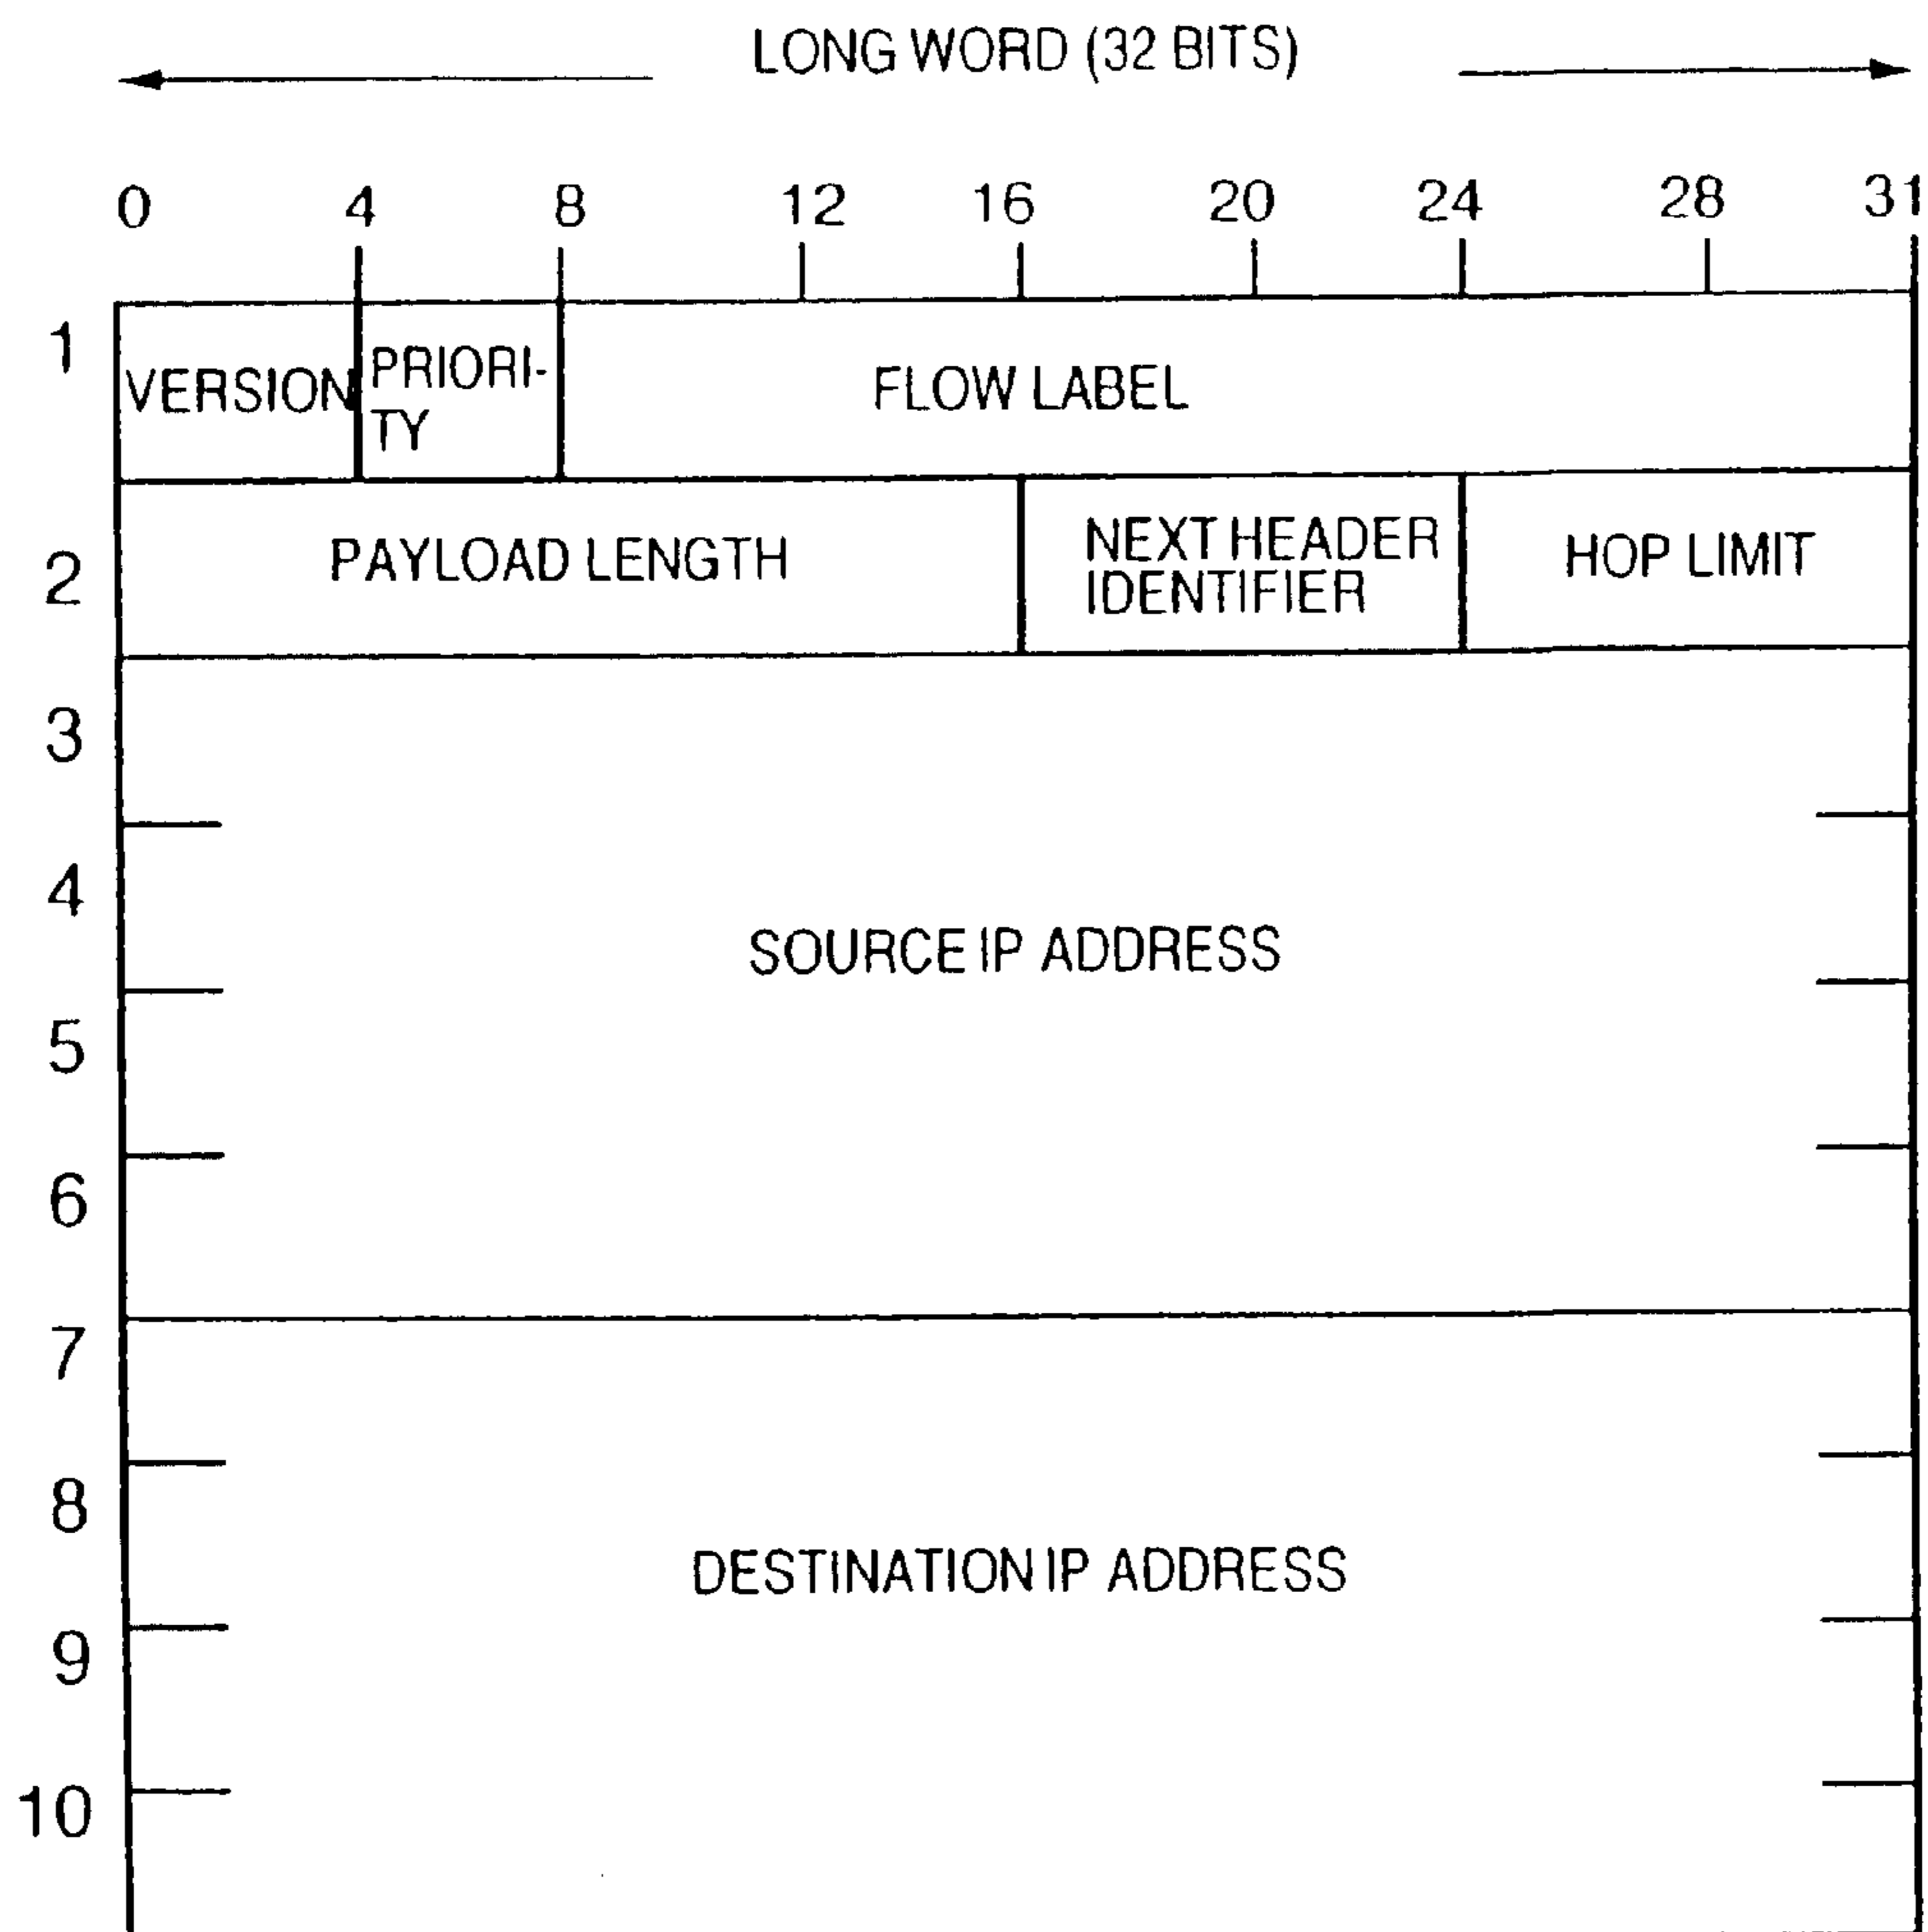 LONG WORD (32 BITS)
0 4 8 12 16 20 24 28 31
1
VERSION
PRIORI-
TY
FLOW LABEL
2
PAYLOAD LENGTH
NEXT HEADER
IDENTIFIER
HOP LIMIT
3
4
SOURCE IP ADDRESS
5
6
7
8
DESTINATION IP ADDRESS
9
10